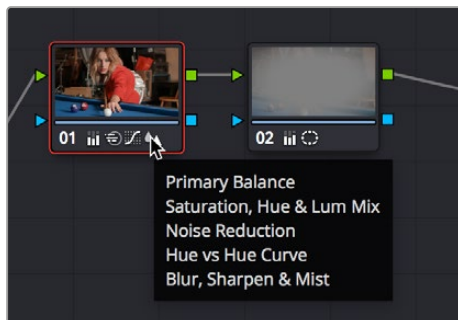 01
02
Primary Balance
Saturation, Hue & Lum Mix
Noise Reduction
Hue vs Hue Curve
Blur, Sharpen & Mist